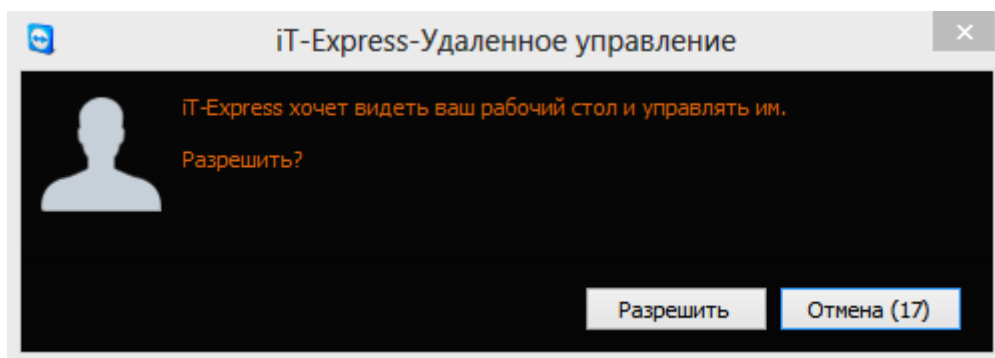 iT-Express-Удаленное управление
iT-Express хочет видеть ваш рабочий стол и управлять им.
Разрешить?
Разрешить
Отмена (17)